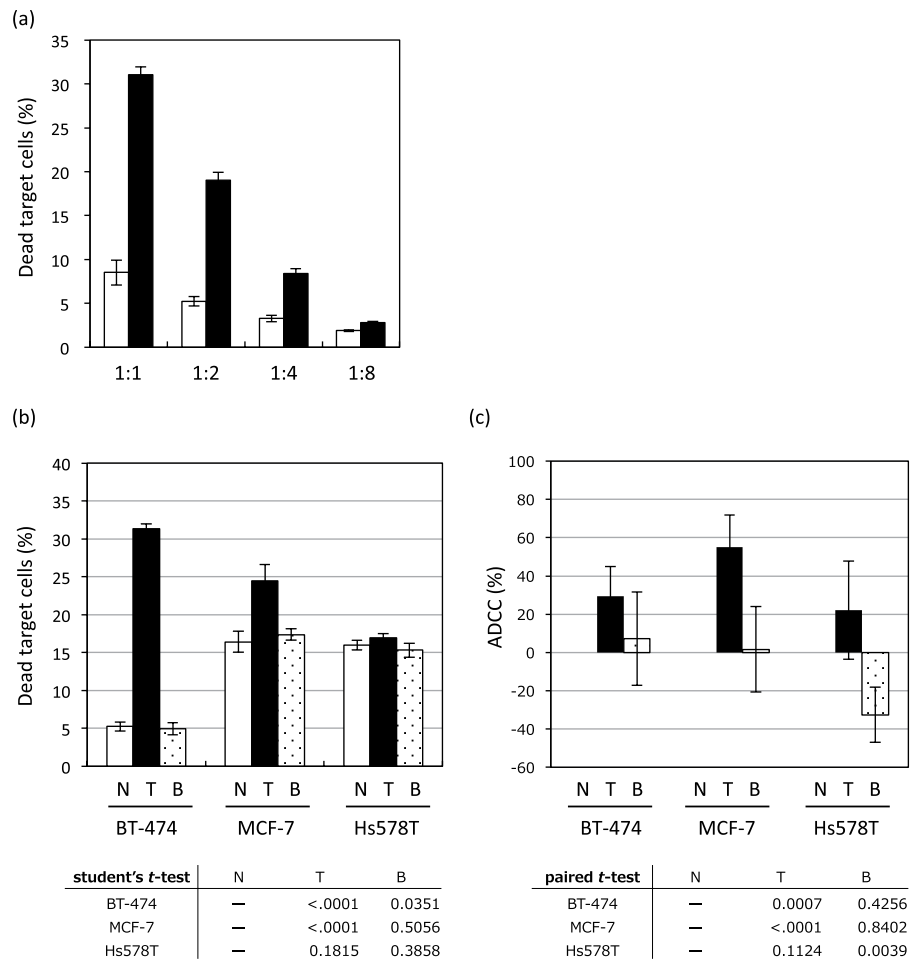 (a)
Dead target cells (%)
35
30
25
20
15
10
5
0
1:1 1:2 1:4 1:8
(b)
Dead target cells (%)
40
35
30
25
20
15
10
5
0
N T B N T B N T B
BT-474 MCF-7 Hs578T
student's t-test N T B
BT-474 — <.0001 0.0351
MCF-7 — <.0001 0.5056
Hs578T — 0.1815 0.3858
(c)
ADCC (%)
100
80
60
40
20
0
-20
-40
-60
N T B N T B N T B
BT-474 MCF-7 Hs578T
paired t-test N T B
BT-474 — 0.0007 0.4256
MCF-7 — <.0001 0.8402
Hs578T — 0.1124 0.0039